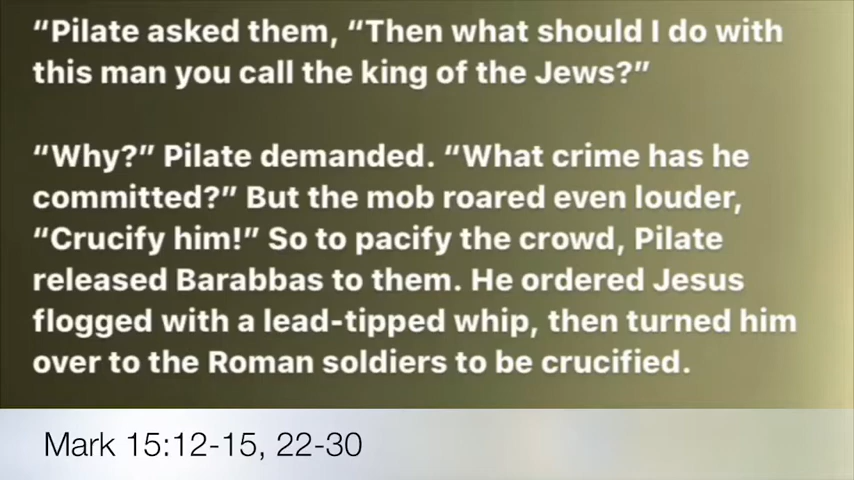 “Pilate asked them, “Then what should I do with
this man you call the king of the Jews?”
“Why?” Pilate demanded. “What crime has he
committed?” But the mob roared even louder,
“Crucify him!” So to pacify the crowd, Pilate
released Barabbas to them. He ordered Jesus
flogged with a lead-tipped whip, then turned him
over to the Roman soldiers to be crucified.
Mark 15:12-15, 22-30